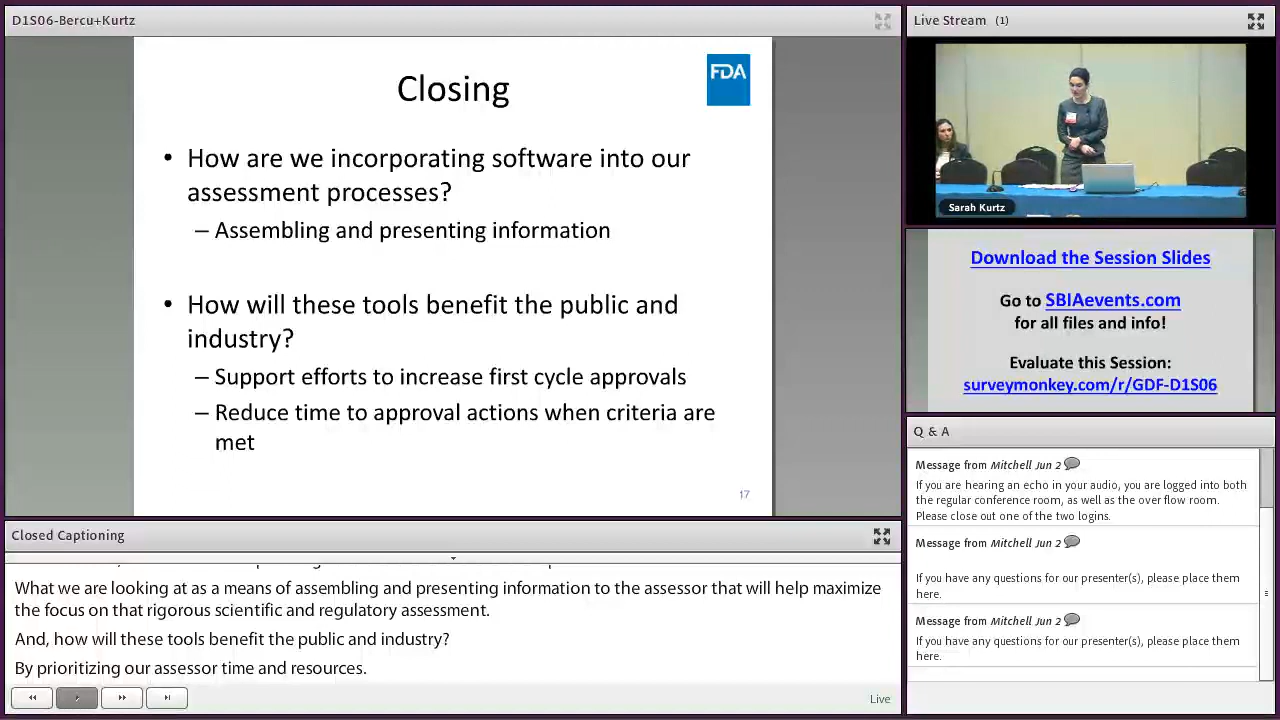 D1S06-Bercu+Kurtz
Closing
FDA
• How are we incorporating software into our
assessment processes?
– Assembling and presenting information
• How will these tools benefit the public and
industry?
– Support efforts to increase first cycle approvals
– Reduce time to approval actions when criteria are
met
17
Closed Captioning
What we are looking at as a means of assembling and presenting information to the assessor that will help maximize
the focus on that rigorous scientific and regulatory assessment.
And, how will these tools benefit the public and industry?
By prioritizing our assessor time and resources.
Live
Live Stream (1)
Sarah Kurtz
Download the Session Slides
Go to SBIAevents.com
for all files and info!
Evaluate this Session:
surveymonkey.com/r/GDF-D1S06
Q & A
Message from Mitchell Jun 2
If you are hearing an echo in your audio, you are logged into both
the regular conference room, as well as the over flow room.
Please close out one of the two logins.
Message from Mitchell Jun 2
If you have any questions for our presenter(s), please place them
here.
Message from Mitchell Jun 2
If you have any questions for our presenter(s), please place them
here.